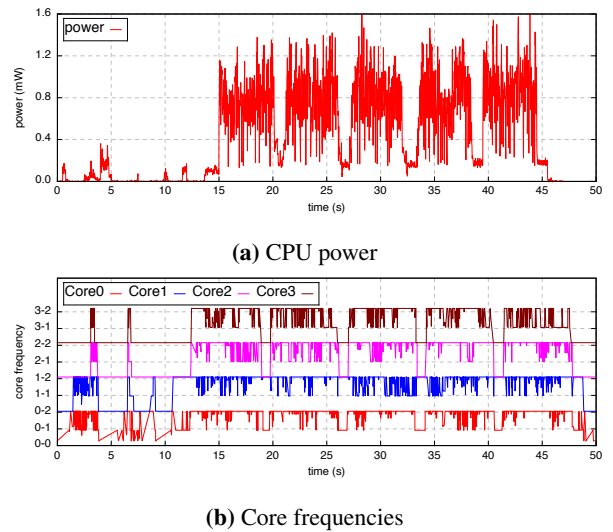 1.6
power
1.2
0.8
0.4
0.0
power (mW)
0 5 10 15 20 25 30 35 40 45 50
time (s)
(a) CPU power
Core0 Core1 Core2 Core3
3-2
3-1
2-2
2-1
1-2
1-1
0-2
0-1
0-0
core frequency
0 5 10 15 20 25 30 35 40 45 50
time (s)
(b) Core frequencies